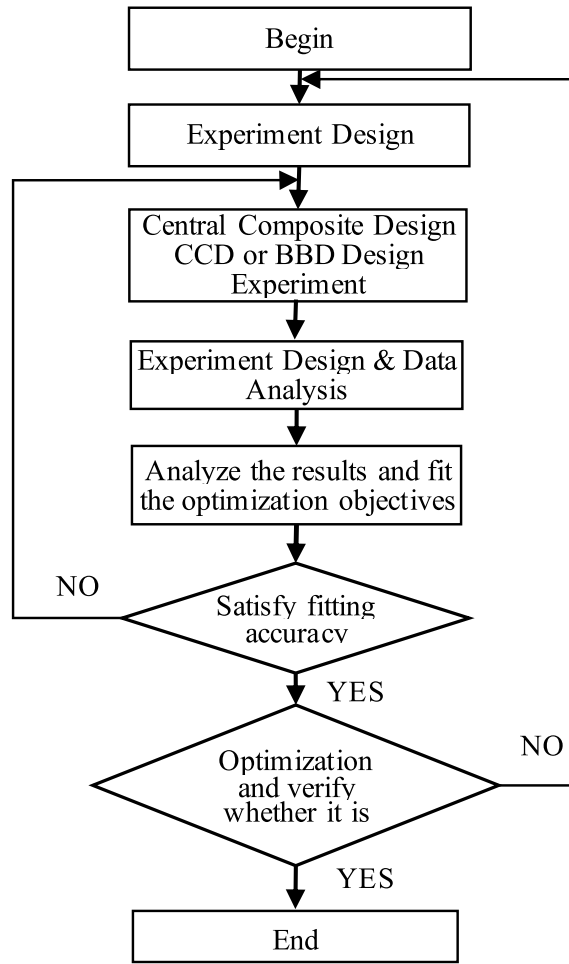 Begin
Experiment Design
Central Composite Design
CCD or BBD Design
Experiment
Experiment Design & Data
Analysis
Analyze the results and fit
the optimization objectives
NO
Satisfy fitting
accuracy
YES
NO
Optimization
and verify
whether it is
YES
End